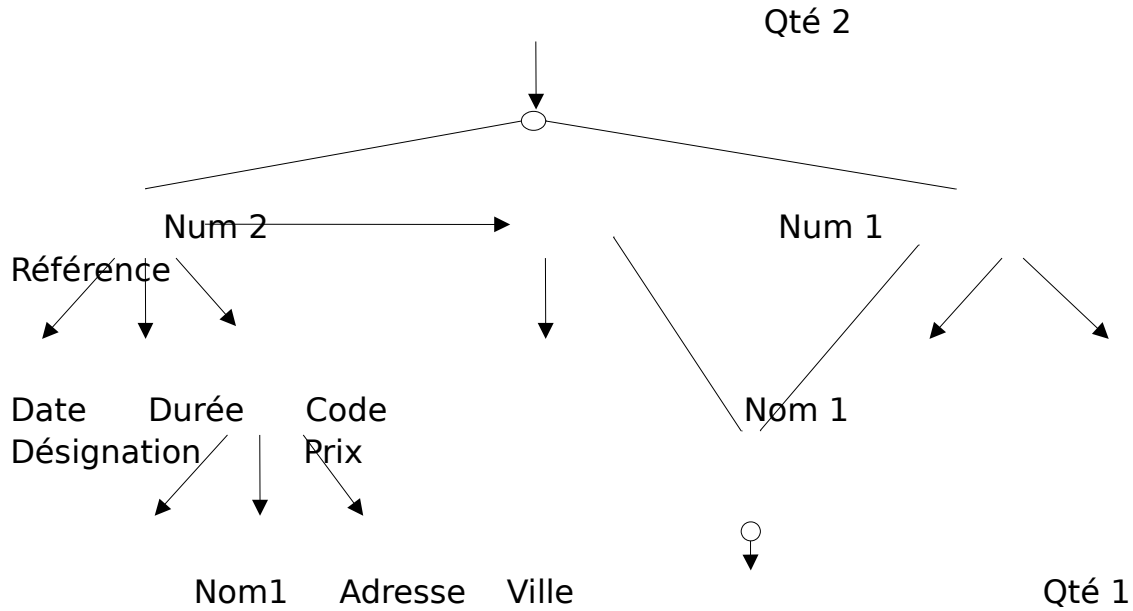 Qté 2
Num 2 Num 1
Référence
Date Durée Code Nom 1
Désignation Prix
Nom1 Adresse Ville Qté 1